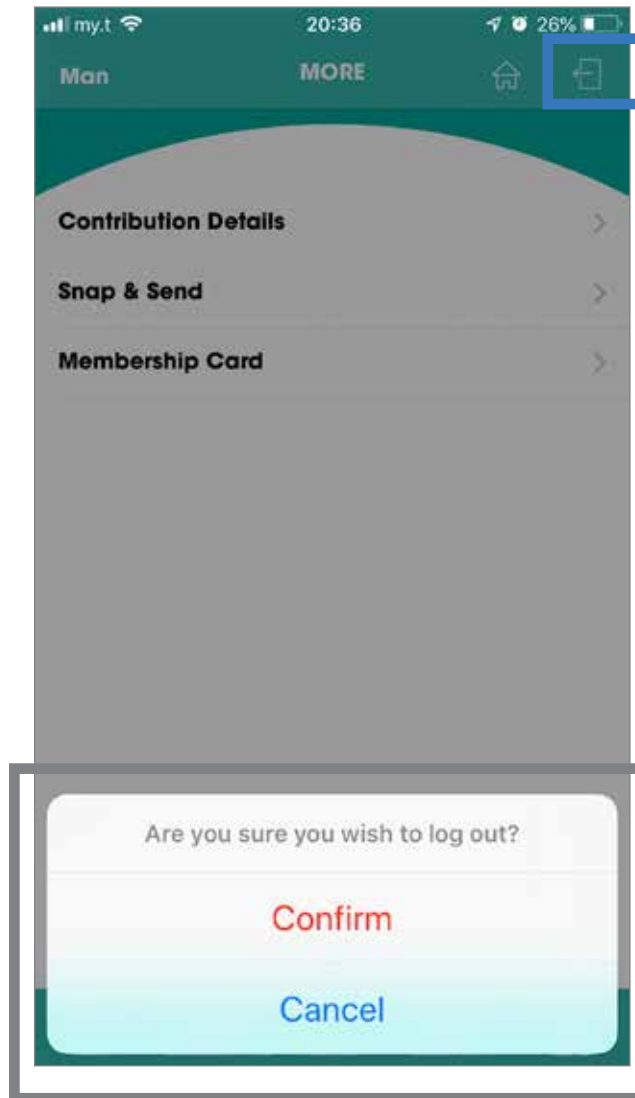 my.t 20:36 26%
Man MORE
Contribution Details
Snap & Send
Membership Card
Are you sure you wish to log out?
Confirm
Cancel